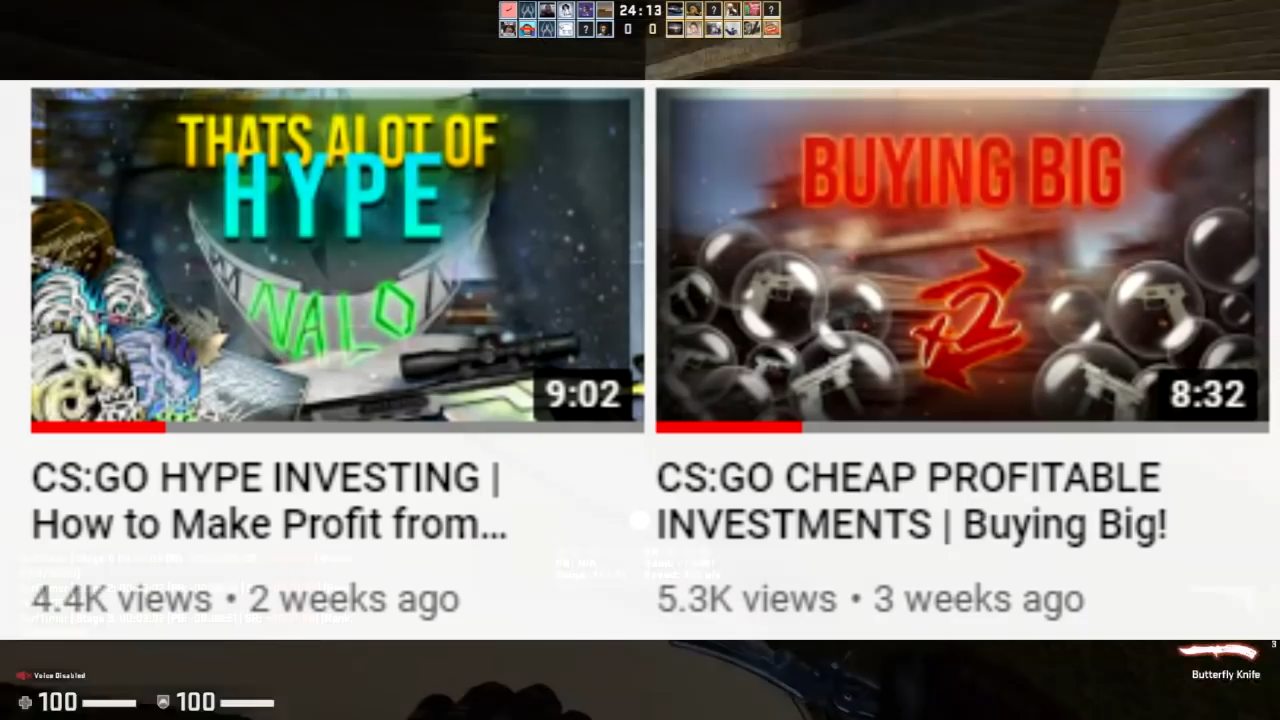 24:13
0 0
THATS ALOT OF
HYPE
NALO
9:02
BUYING BIG
x2
8:32
CS:GO HYPE INVESTING |
How to Make Profit from...
4.4K views • 2 weeks ago
CS:GO CHEAP PROFITABLE
INVESTMENTS | Buying Big!
5.3K views • 3 weeks ago
3
Butterfly Knife
Voice Disabled
100 100